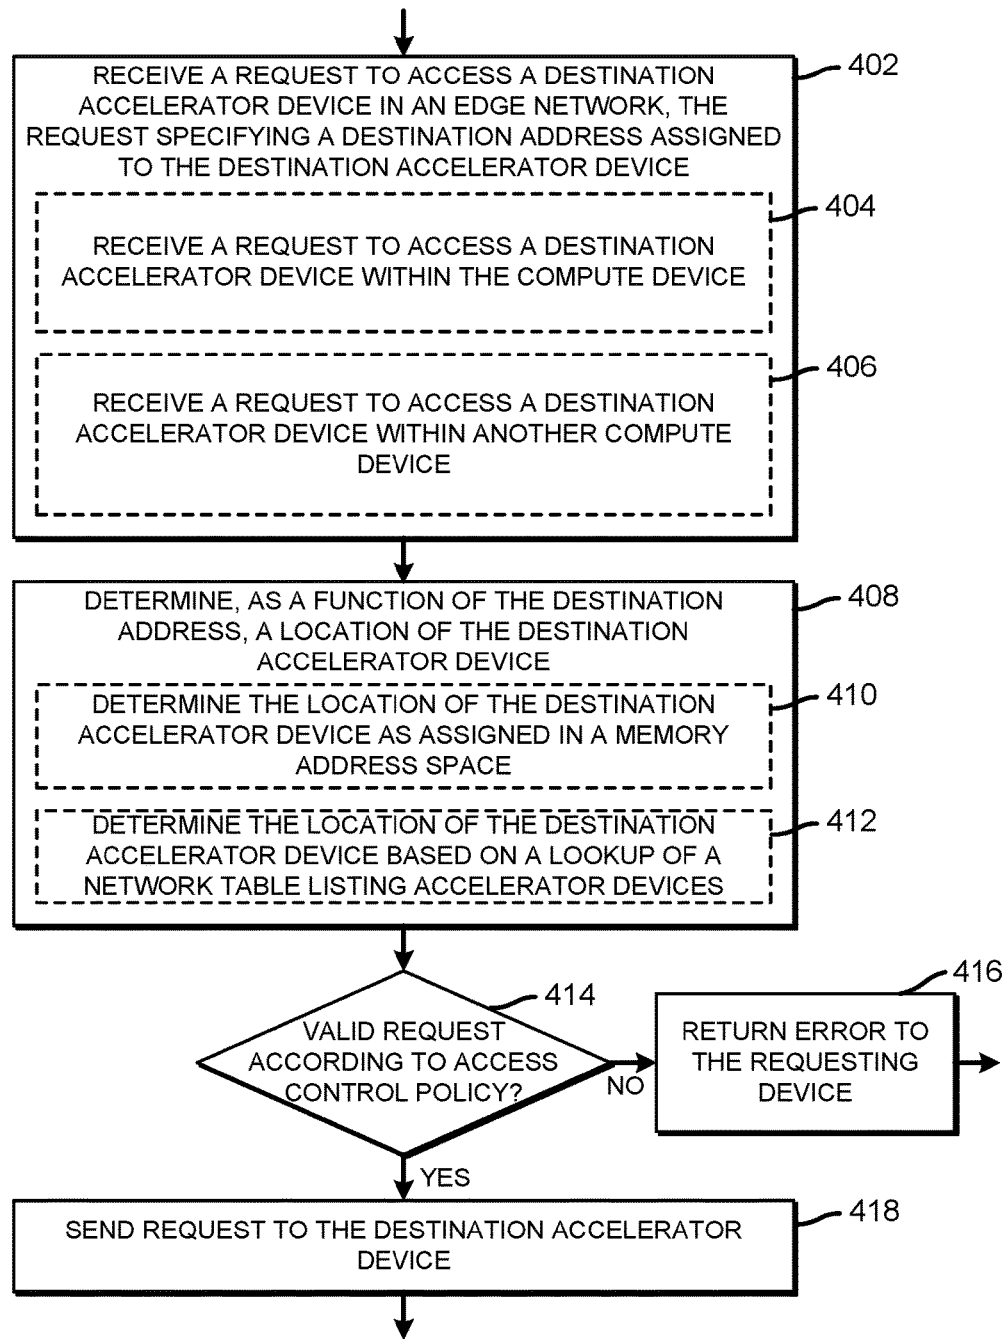 RECEIVE A REQUEST TO ACCESS A DESTINATION
ACCELERATOR DEVICE IN AN EDGE NETWORK, THE
REQUEST SPECIFYING A DESTINATION ADDRESS ASSIGNED
TO THE DESTINATION ACCELERATOR DEVICE
402
RECEIVE A REQUEST TO ACCESS A DESTINATION
ACCELERATOR DEVICE WITHIN THE COMPUTE DEVICE
404
RECEIVE A REQUEST TO ACCESS A DESTINATION
ACCELERATOR DEVICE WITHIN ANOTHER COMPUTE
DEVICE
406
DETERMINE, AS A FUNCTION OF THE DESTINATION
ADDRESS, A LOCATION OF THE DESTINATION
ACCELERATOR DEVICE
408
DETERMINE THE LOCATION OF THE DESTINATION
ACCELERATOR DEVICE AS ASSIGNED IN A MEMORY
ADDRESS SPACE
410
DETERMINE THE LOCATION OF THE DESTINATION
ACCELERATOR DEVICE BASED ON A LOOKUP OF A
NETWORK TABLE LISTING ACCELERATOR DEVICES
412
VALID REQUEST
ACCORDING TO ACCESS
CONTROL POLICY?
414
NO
RETURN ERROR TO
THE REQUESTING
DEVICE
416
YES
SEND REQUEST TO THE DESTINATION ACCELERATOR
DEVICE
418